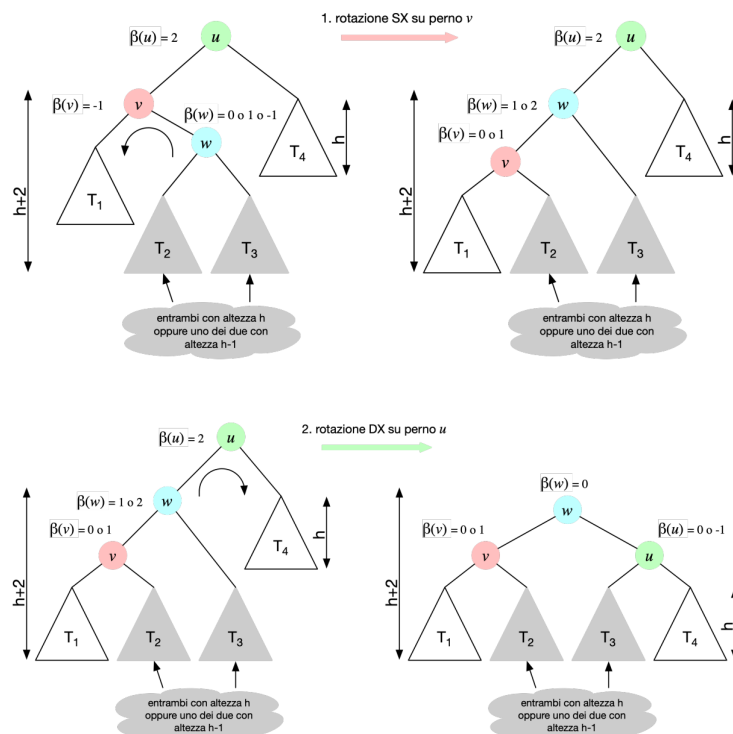 1. rotazione SX su perno v
β(u) = 2
u
β(u) = 2
u
β(v) = -1
v
β(w) = 0 o 1 o -1
w
T1
T2
T3
T4
h
h+2
β(w) = 1 o 2
w
β(v) = 0 o 1
v
T1
T2
T3
T4
h
h+2
entrambi con altezza h
oppure uno dei due con
altezza h-1
entrambi con altezza h
oppure uno dei due con
altezza h-1
2. rotazione DX su perno u
β(u) = 2
u
β(w) = 1 o 2
w
β(v) = 0 o 1
v
T1
T2
T3
T4
h
h+2
β(w) = 0
w
β(v) = 0 o 1
v
β(u) = 0 o -1
u
T1
T2
T3
T4
h
h+2
entrambi con altezza h
oppure uno dei due con
altezza h-1
entrambi con altezza h
oppure uno dei due con
altezza h-1